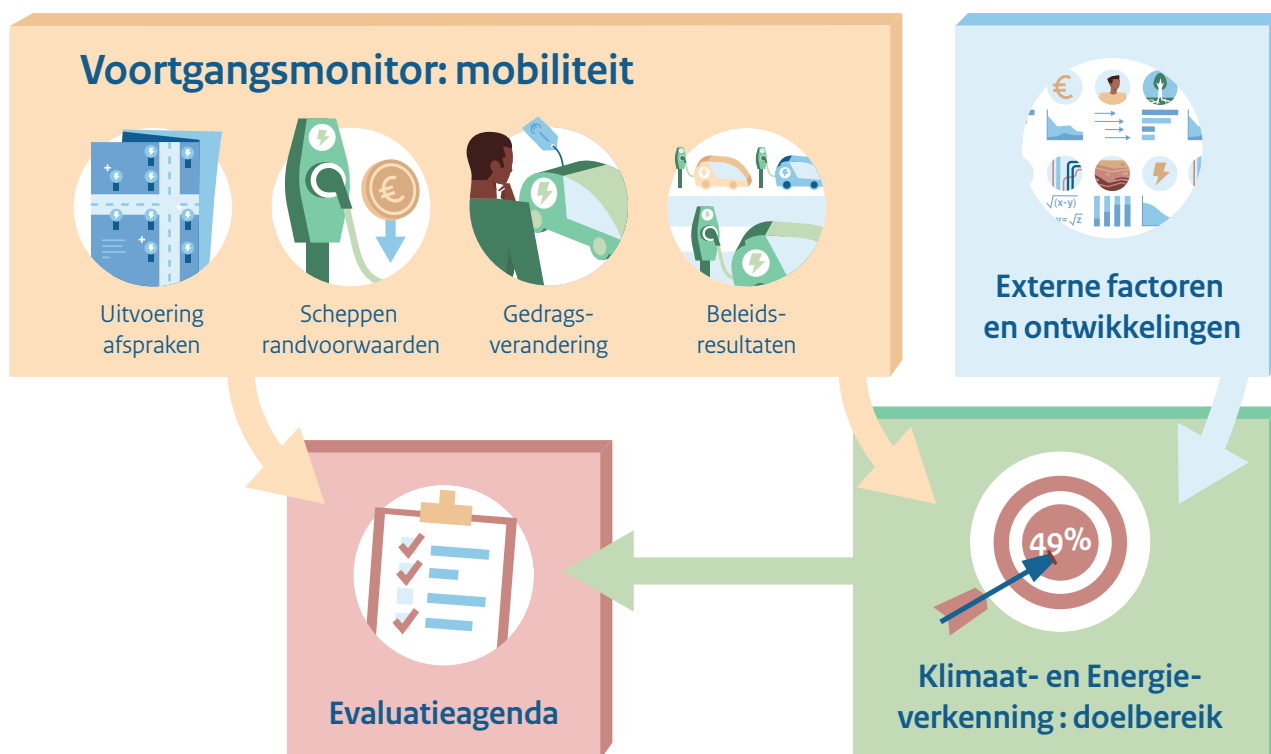 Voortgangsmonitor: mobiliteit
€
€
Uitvoering
afspraken
Scheppen
randvoorwaarden
Gedrags-
verandering
Beleids-
resultaten
€
√(x-y)
y=√z
Externe factoren
en ontwikkelingen
49%
Evaluatieagenda
Klimaat- en Energie-
verkenning : doelbereik